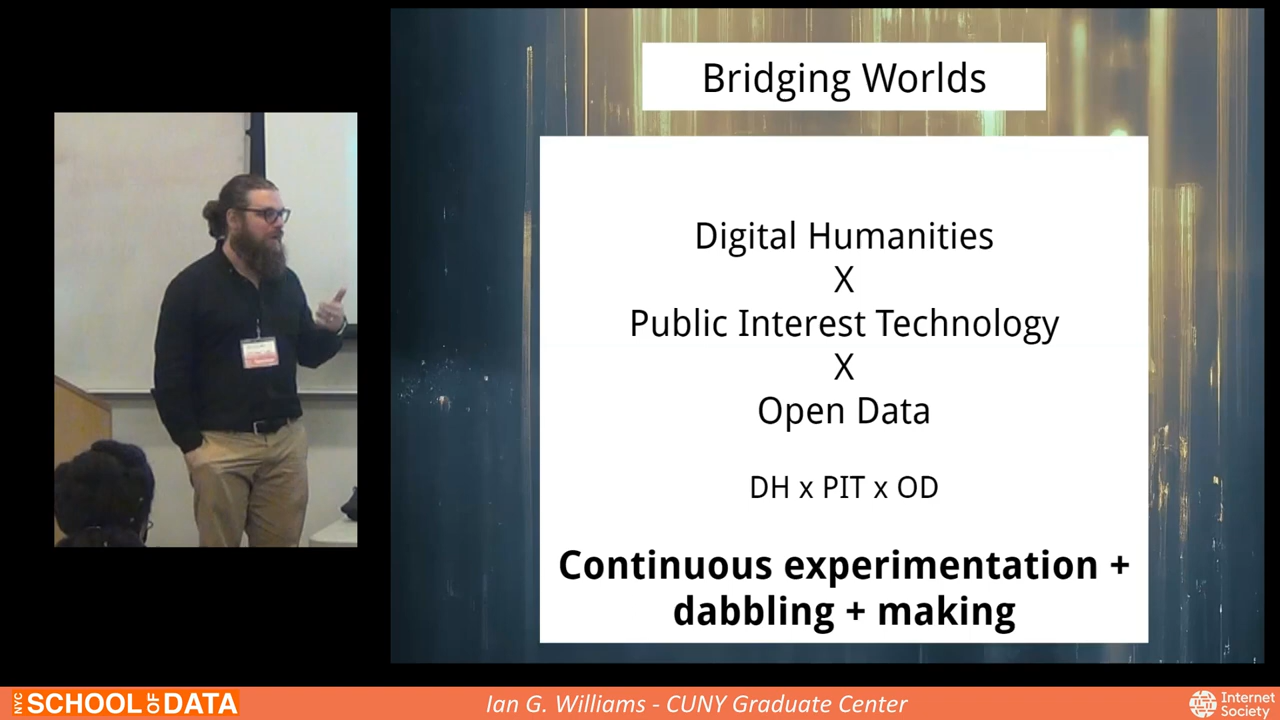 Bridging Worlds
Digital Humanities
X
Public Interest Technology
X
Open Data
DH x PIT x OD
Continuous experimentation +
dabbling + making
NYC SCHOOL OF DATA
Ian G. Williams - CUNY Graduate Center
Internet
Society